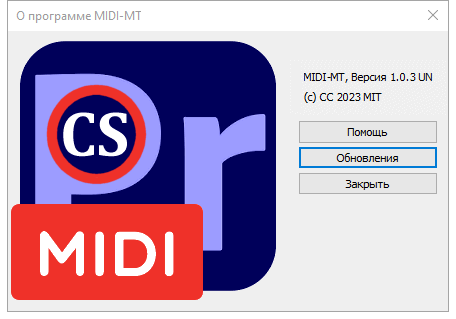 О программе MIDI-MT
Pr
CS
MIDI
MIDI-MT, Версия 1.0.3 UN
(c) CC 2023 MIT
Помощь
Обновления
Закрыть